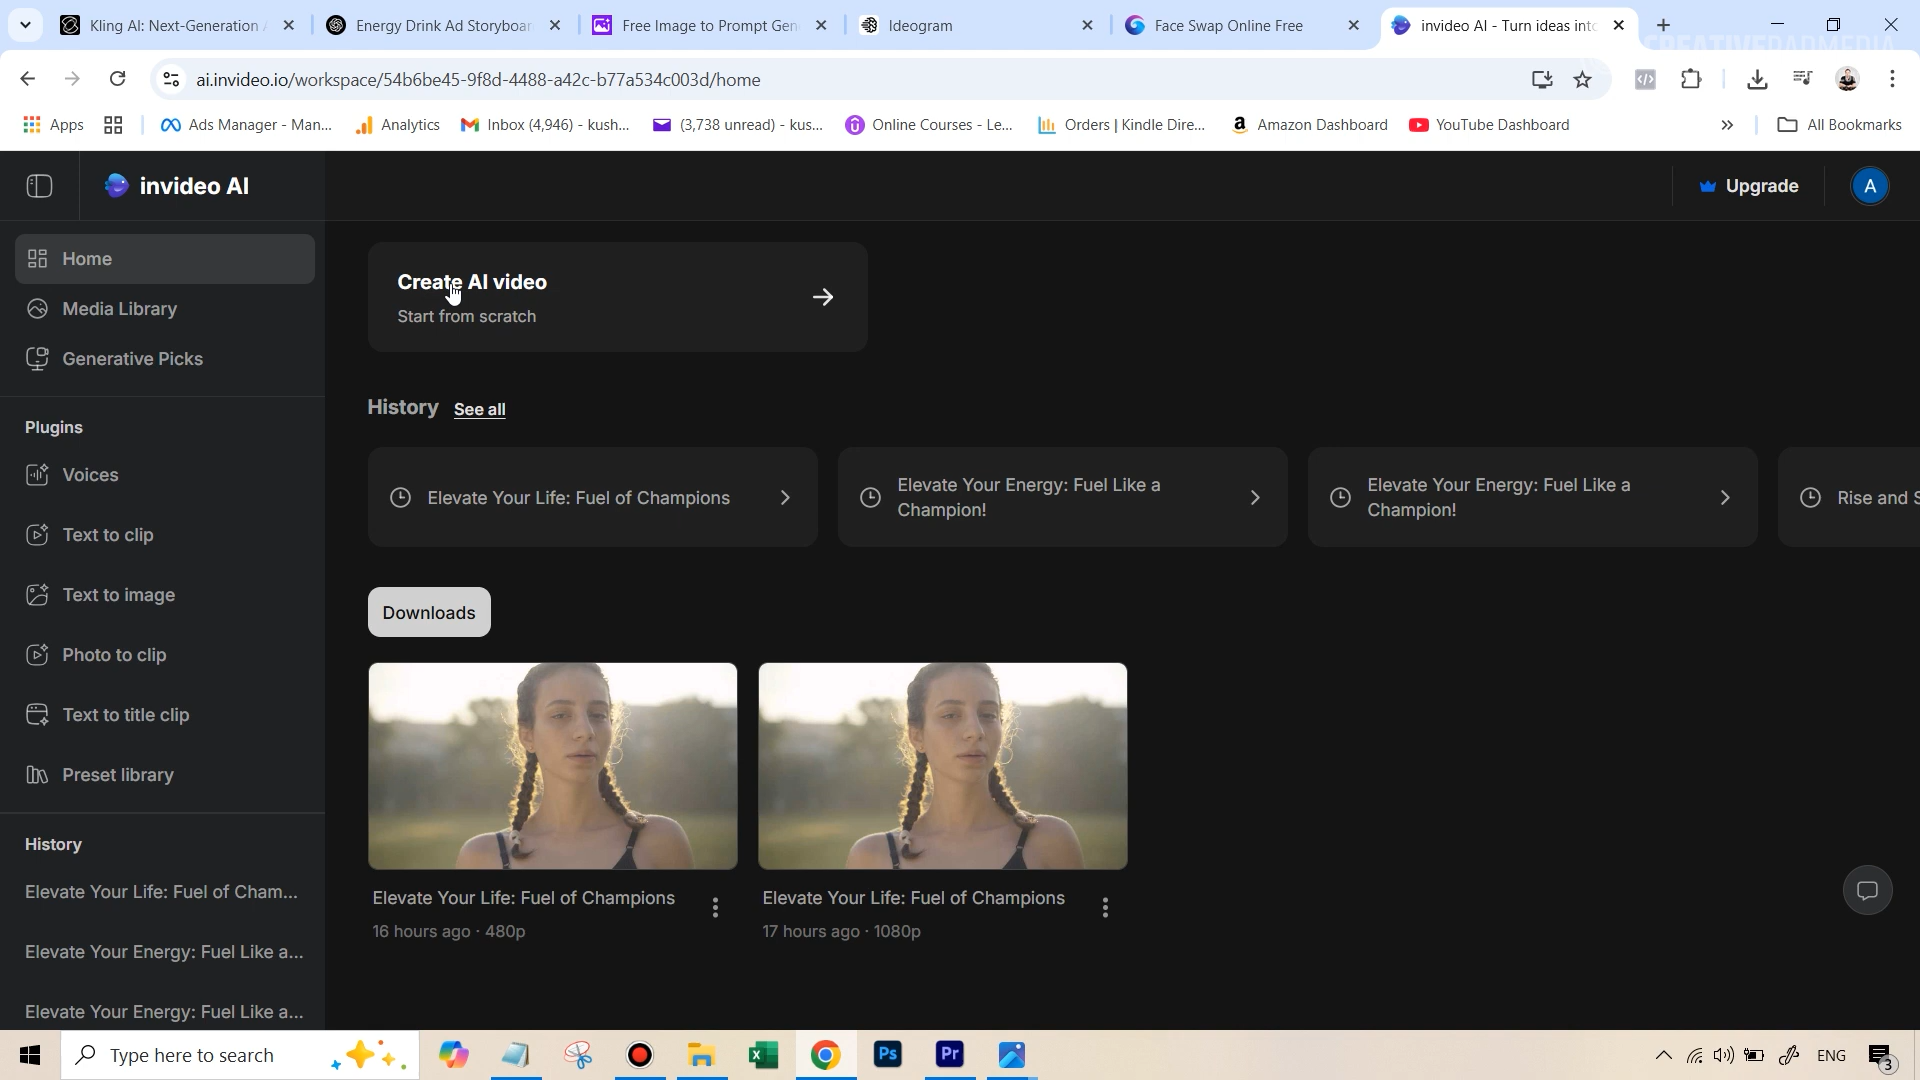 Kling AI: Next-Generation A
Energy Drink Ad Storyboar
Free Image to Prompt Gen
Ideogram
Face Swap Online Free
invideo AI - Turn ideas into
CREATIVEDADMEDIA
ai.invideo.io/workspace/54b6be45-9f8d-4488-a42c-b77a534c003d/home
Apps
Ads Manager - Man...
Analytics
Inbox (4,946) - kush...
(3,738 unread) - kus...
Online Courses - Le...
Orders | Kindle Dire...
Amazon Dashboard
YouTube Dashboard
All Bookmarks
invideo AI
Upgrade
A
Home
Media Library
Generative Picks
Plugins
Voices
Text to clip
Text to image
Photo to clip
Text to title clip
Preset library
History
Elevate Your Life: Fuel of Cham...
Elevate Your Energy: Fuel Like a...
Elevate Your Energy: Fuel Like a...
Create AI video
Start from scratch
History See all
Elevate Your Life: Fuel of Champions
Elevate Your Energy: Fuel Like a
Champion!
Elevate Your Energy: Fuel Like a
Champion!
Rise and S
Downloads
Elevate Your Life: Fuel of Champions
16 hours ago · 480p
Elevate Your Life: Fuel of Champions
17 hours ago · 1080p
Type here to search
Ps
Pr
ENG
3